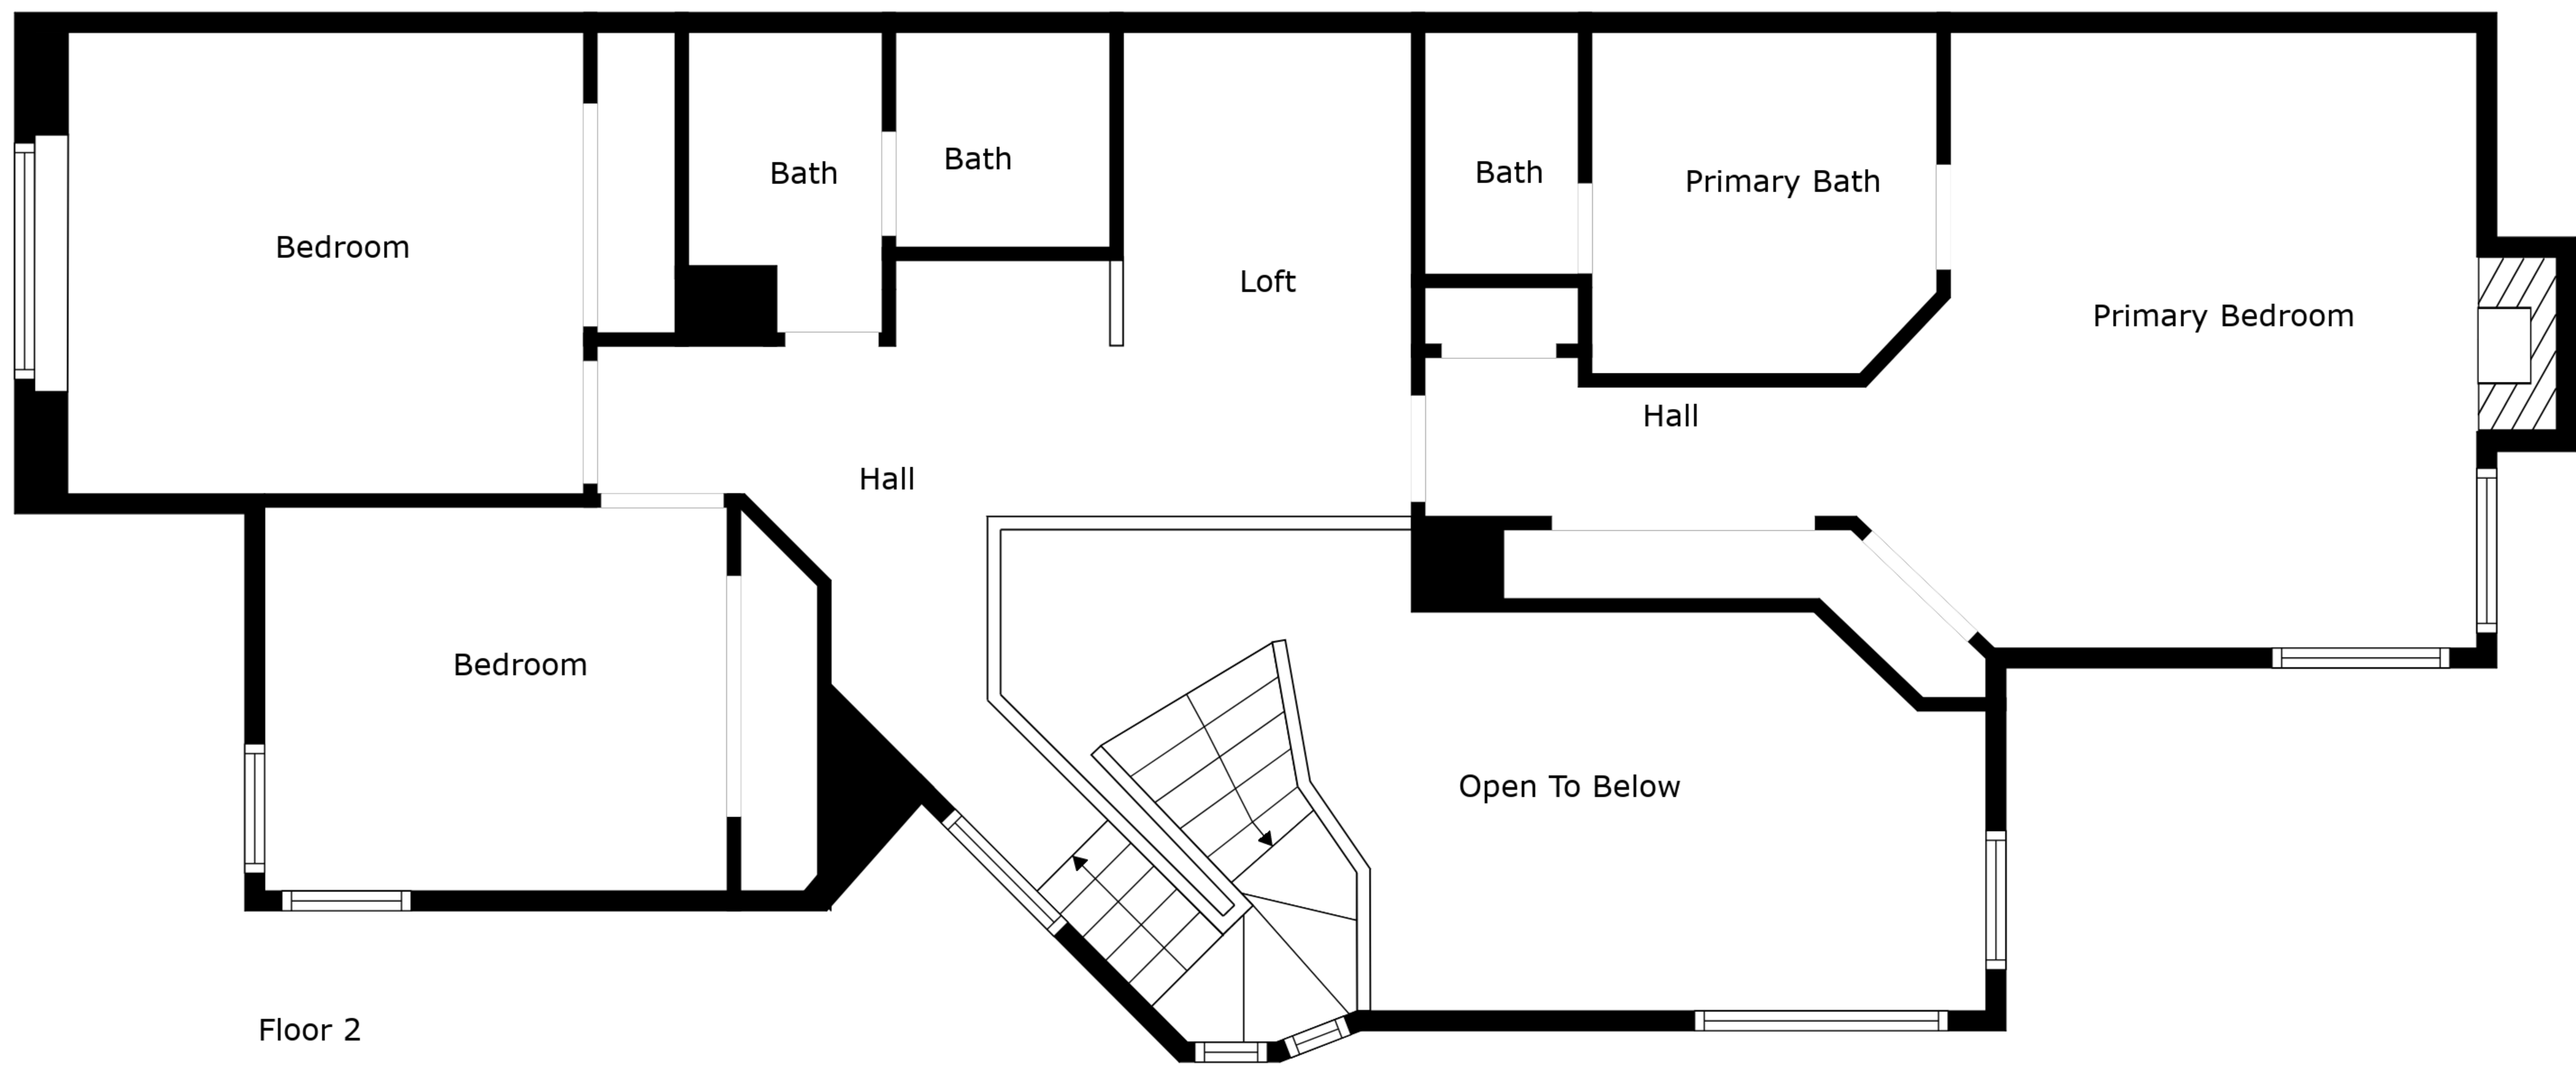 Bedroom
Bath
Bath
Loft
Bath
Primary Bath
Primary Bedroom
Hall
Hall
Bedroom
Open To Below
Floor 2